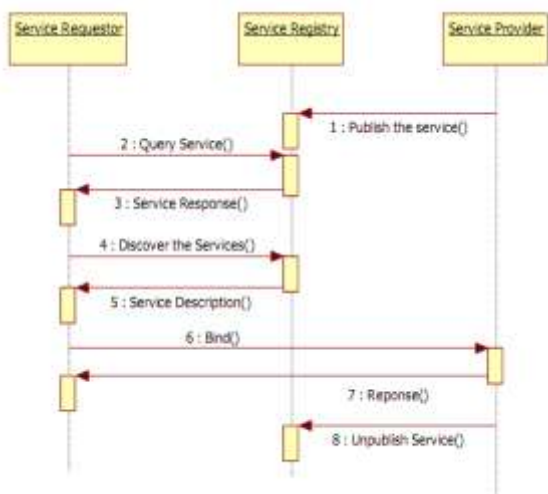 Service Requestor
Service Registry
Service Provider
1 : Publish the service()
2 : Query Service()
3 : Service Response()
4 : Discover the Services()
5 : Service Description()
6 : Bind()
7 : Reponse()
8 : Unpublish Service()